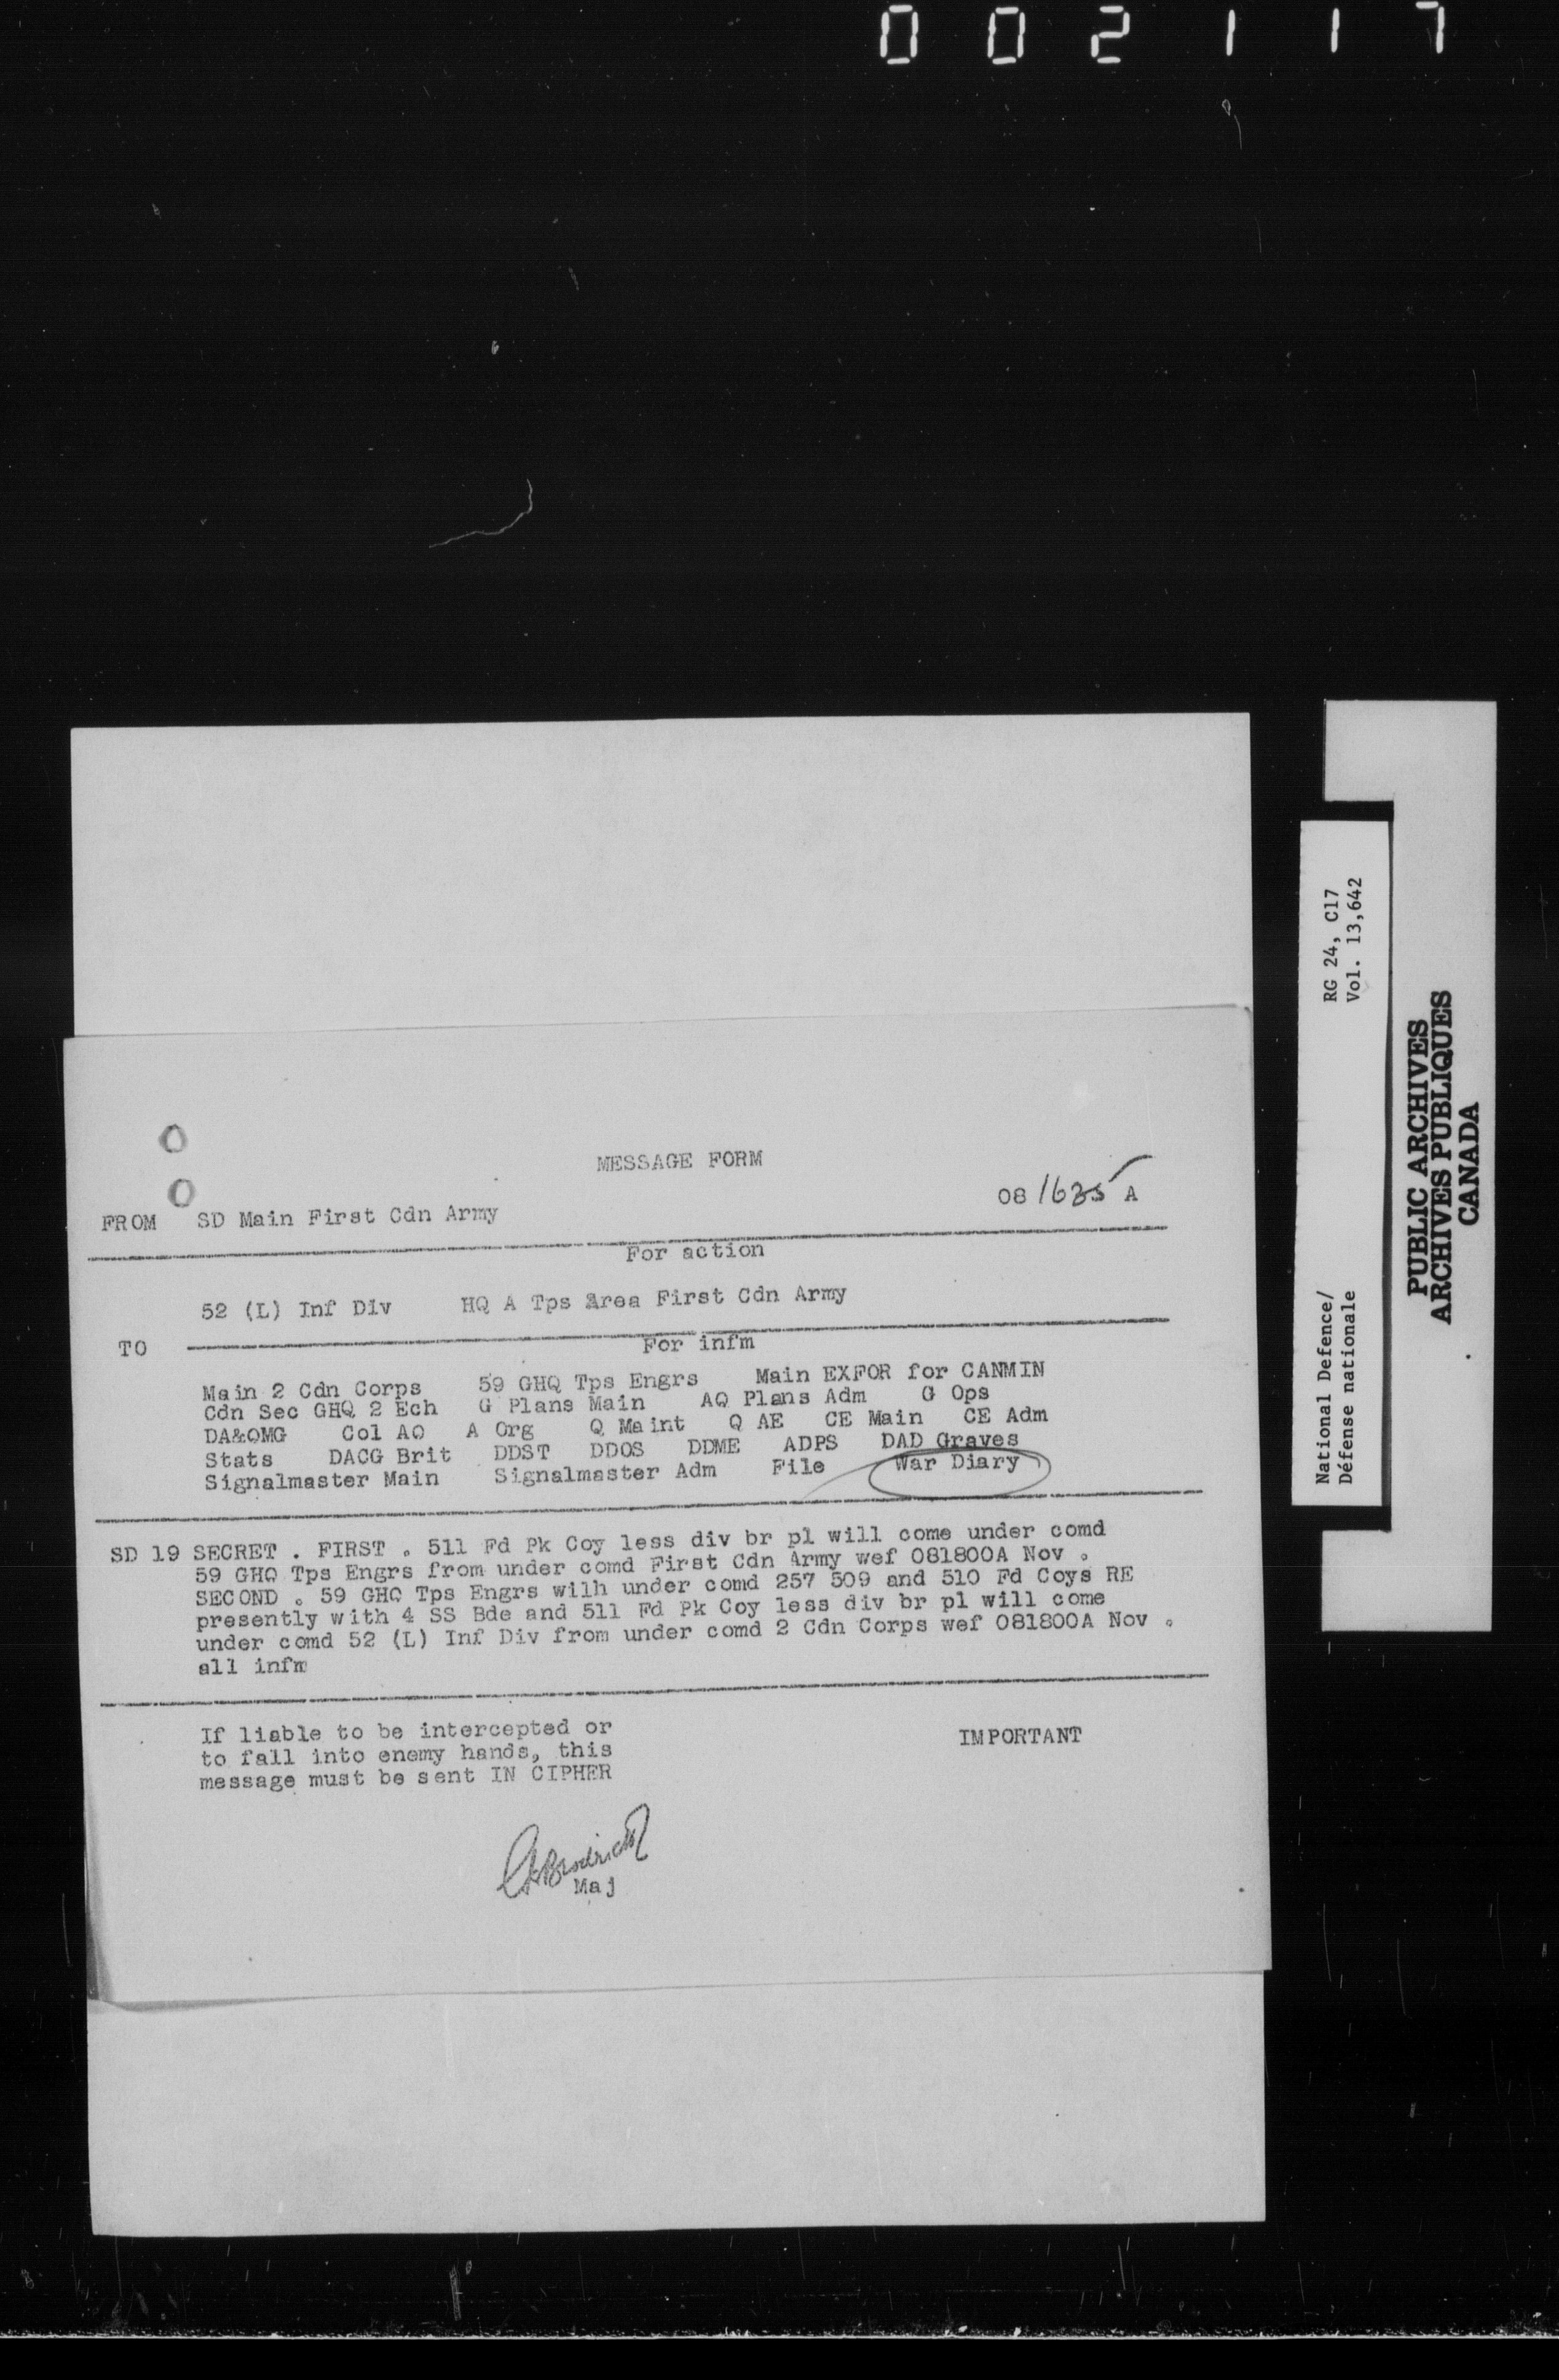 002117
MESSAGE FORM
081635 A
FROM SD Main First Cdn Army
For action
52 (L) Inf Div HQ A Tps Area First Cdn Army
TO
For infm
Main 2 Cdn Corps 59 GHQ Tps Engrs Main EXFOR for CANMIN
Cdn Sec GHQ 2 Ech G Plans Main AQ Plans Adm G Ops
DA&QMG Col AQ A Org Q Maint Q AE CE Main CE Adm
Stats DACG Brit DDST DDOS DDME ADPS DAD Graves
Signalmaster Main Signalmaster Adm File War Diary
SD 19 SECRET . FIRST . 511 Fd Pk Coy less div br pl will come under comd
59 GHQ Tps Engrs from under comd First Cdn Army wef 081800A Nov .
SECOND . 59 GHQ Tps Engrs wilh under comd 257 509 and 510 Fd Coys RE
presently with 4 SS Bde and 511 Fd Pk Coy less div br pl will come
under comd 52 (L) Inf Div from under comd 2 Cdn Corps wef 081800A Nov .
all infm
If liable to be intercepted or
to fall into enemy hands, this
message must be sent IN CIPHER
IMPORTANT
Maj
National Defence/
Défense nationale
RG 24, C17
Vol. 13,642
PUBLIC ARCHIVES
ARCHIVES PUBLIQUES
CANADA